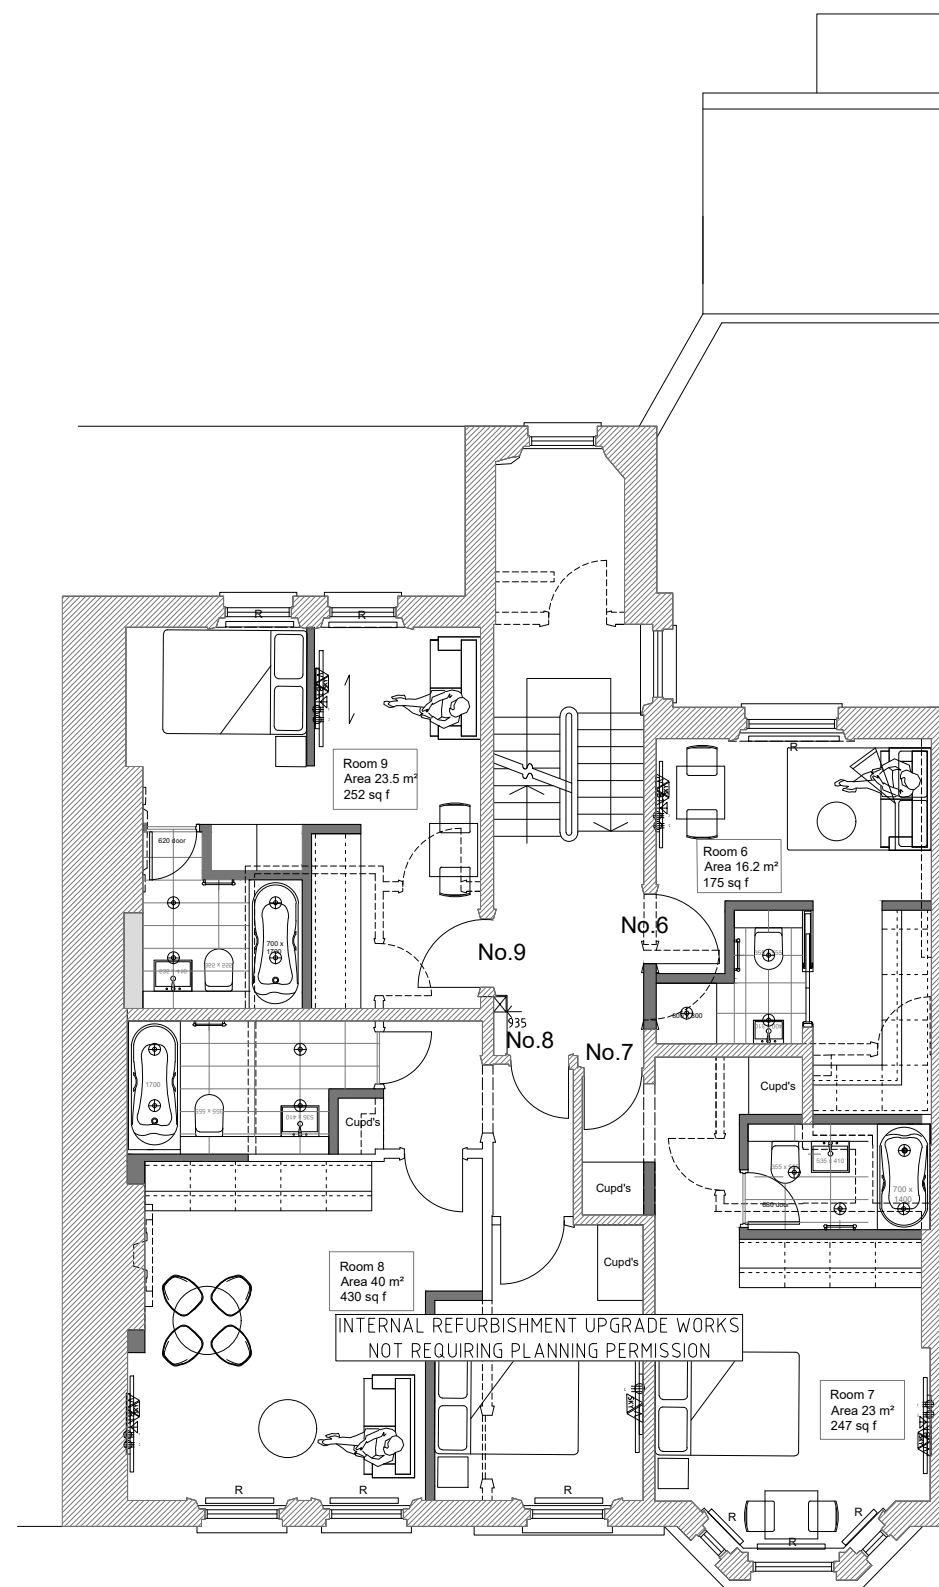 R
R
R
Room 9
Area 23.5 m²
252 sq f
620 door
Room 6
Area 16.2 m²
175 sq f
No.6
No.9
700 x
935
No.8
No.7
1700
Cupd's
Cupd's
Cupd's
Cupd's
535 x 410
700 x
1400
Room 8
Area 40 m²
430 sq f
INTERNAL REFURBISHMENT UPGRADE WORKS
NOT REQUIRING PLANNING PERMISSION
Room 7
Area 23 m²
247 sq f
R
R
R
R
R
R